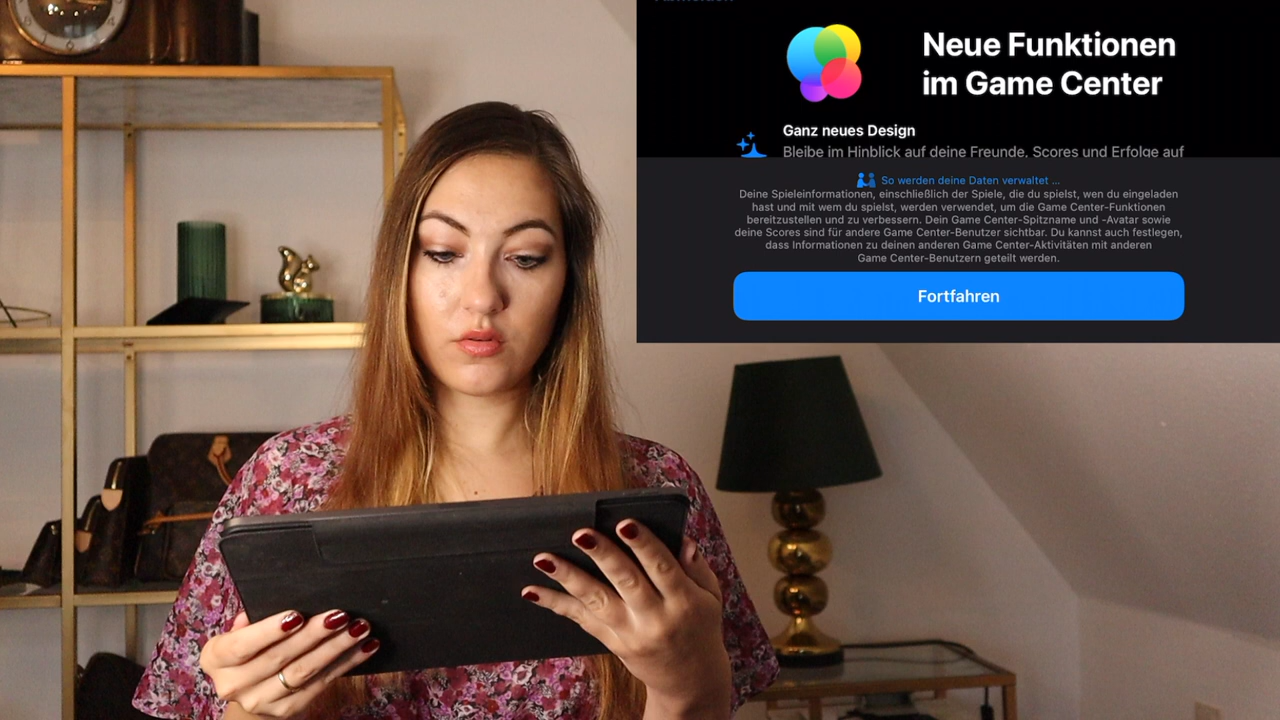 Neue Funktionen
im Game Center
Ganz neues Design
Bleibe im Hinblick auf deine Freunde, Scores und Erfolge auf
So werden deine Daten verwaltet ...
Deine Spieleinformationen, einschließlich der Spiele, die du spielst, wen du eingeladen
hast und mit wem du spielst, werden verwendet, um die Game Center-Funktionen
bereitzustellen und zu verbessern. Dein Game Center-Spitzname und -Avatar sowie
deine Scores sind für andere Game Center-Benutzer sichtbar. Du kannst auch festlegen,
dass Informationen zu deinen anderen Game Center-Aktivitäten mit anderen
Game Center-Benutzern geteilt werden.
Fortfahren